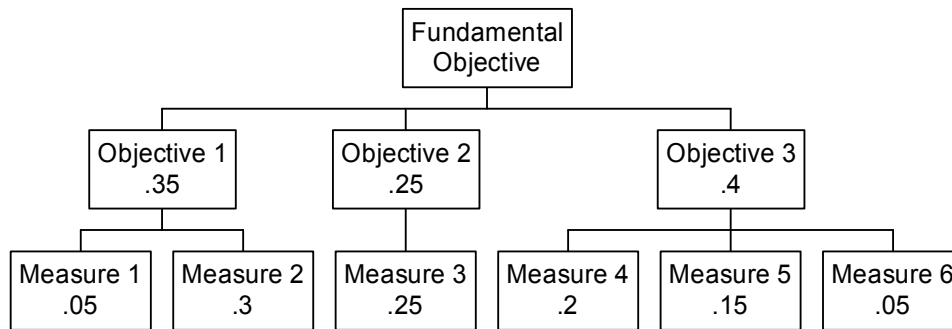 Fundamental
Objective
Objective 1
.35
Objective 2
.25
Objective 3
.4
Measure 1
.05
Measure 2
.3
Measure 3
.25
Measure 4
.2
Measure 5
.15
Measure 6
.05